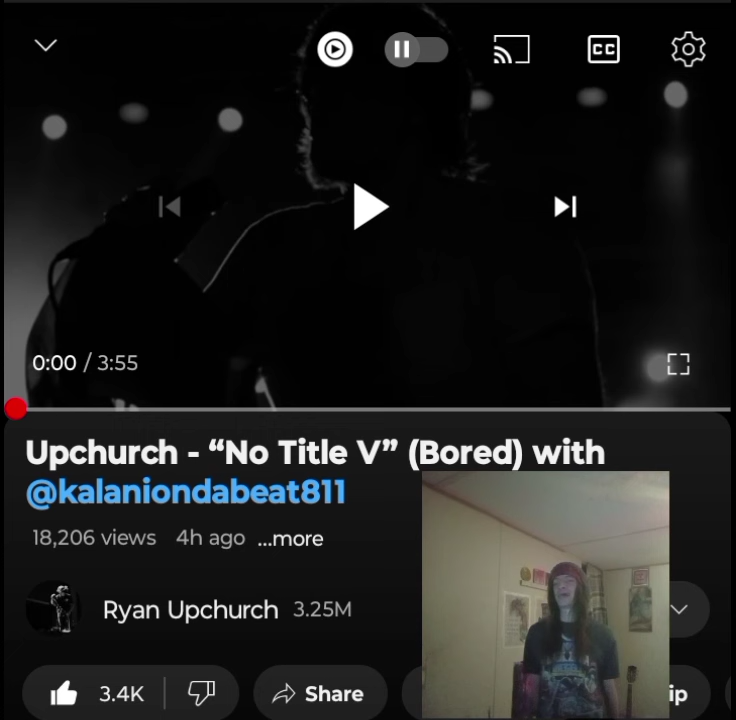 CC
0:00 / 3:55
Upchurch - “No Title V” (Bored) with
@kalaniondabeat811
18,206 views 4h ago ...more
Ryan Upchurch 3.25M
3.4K Share ip